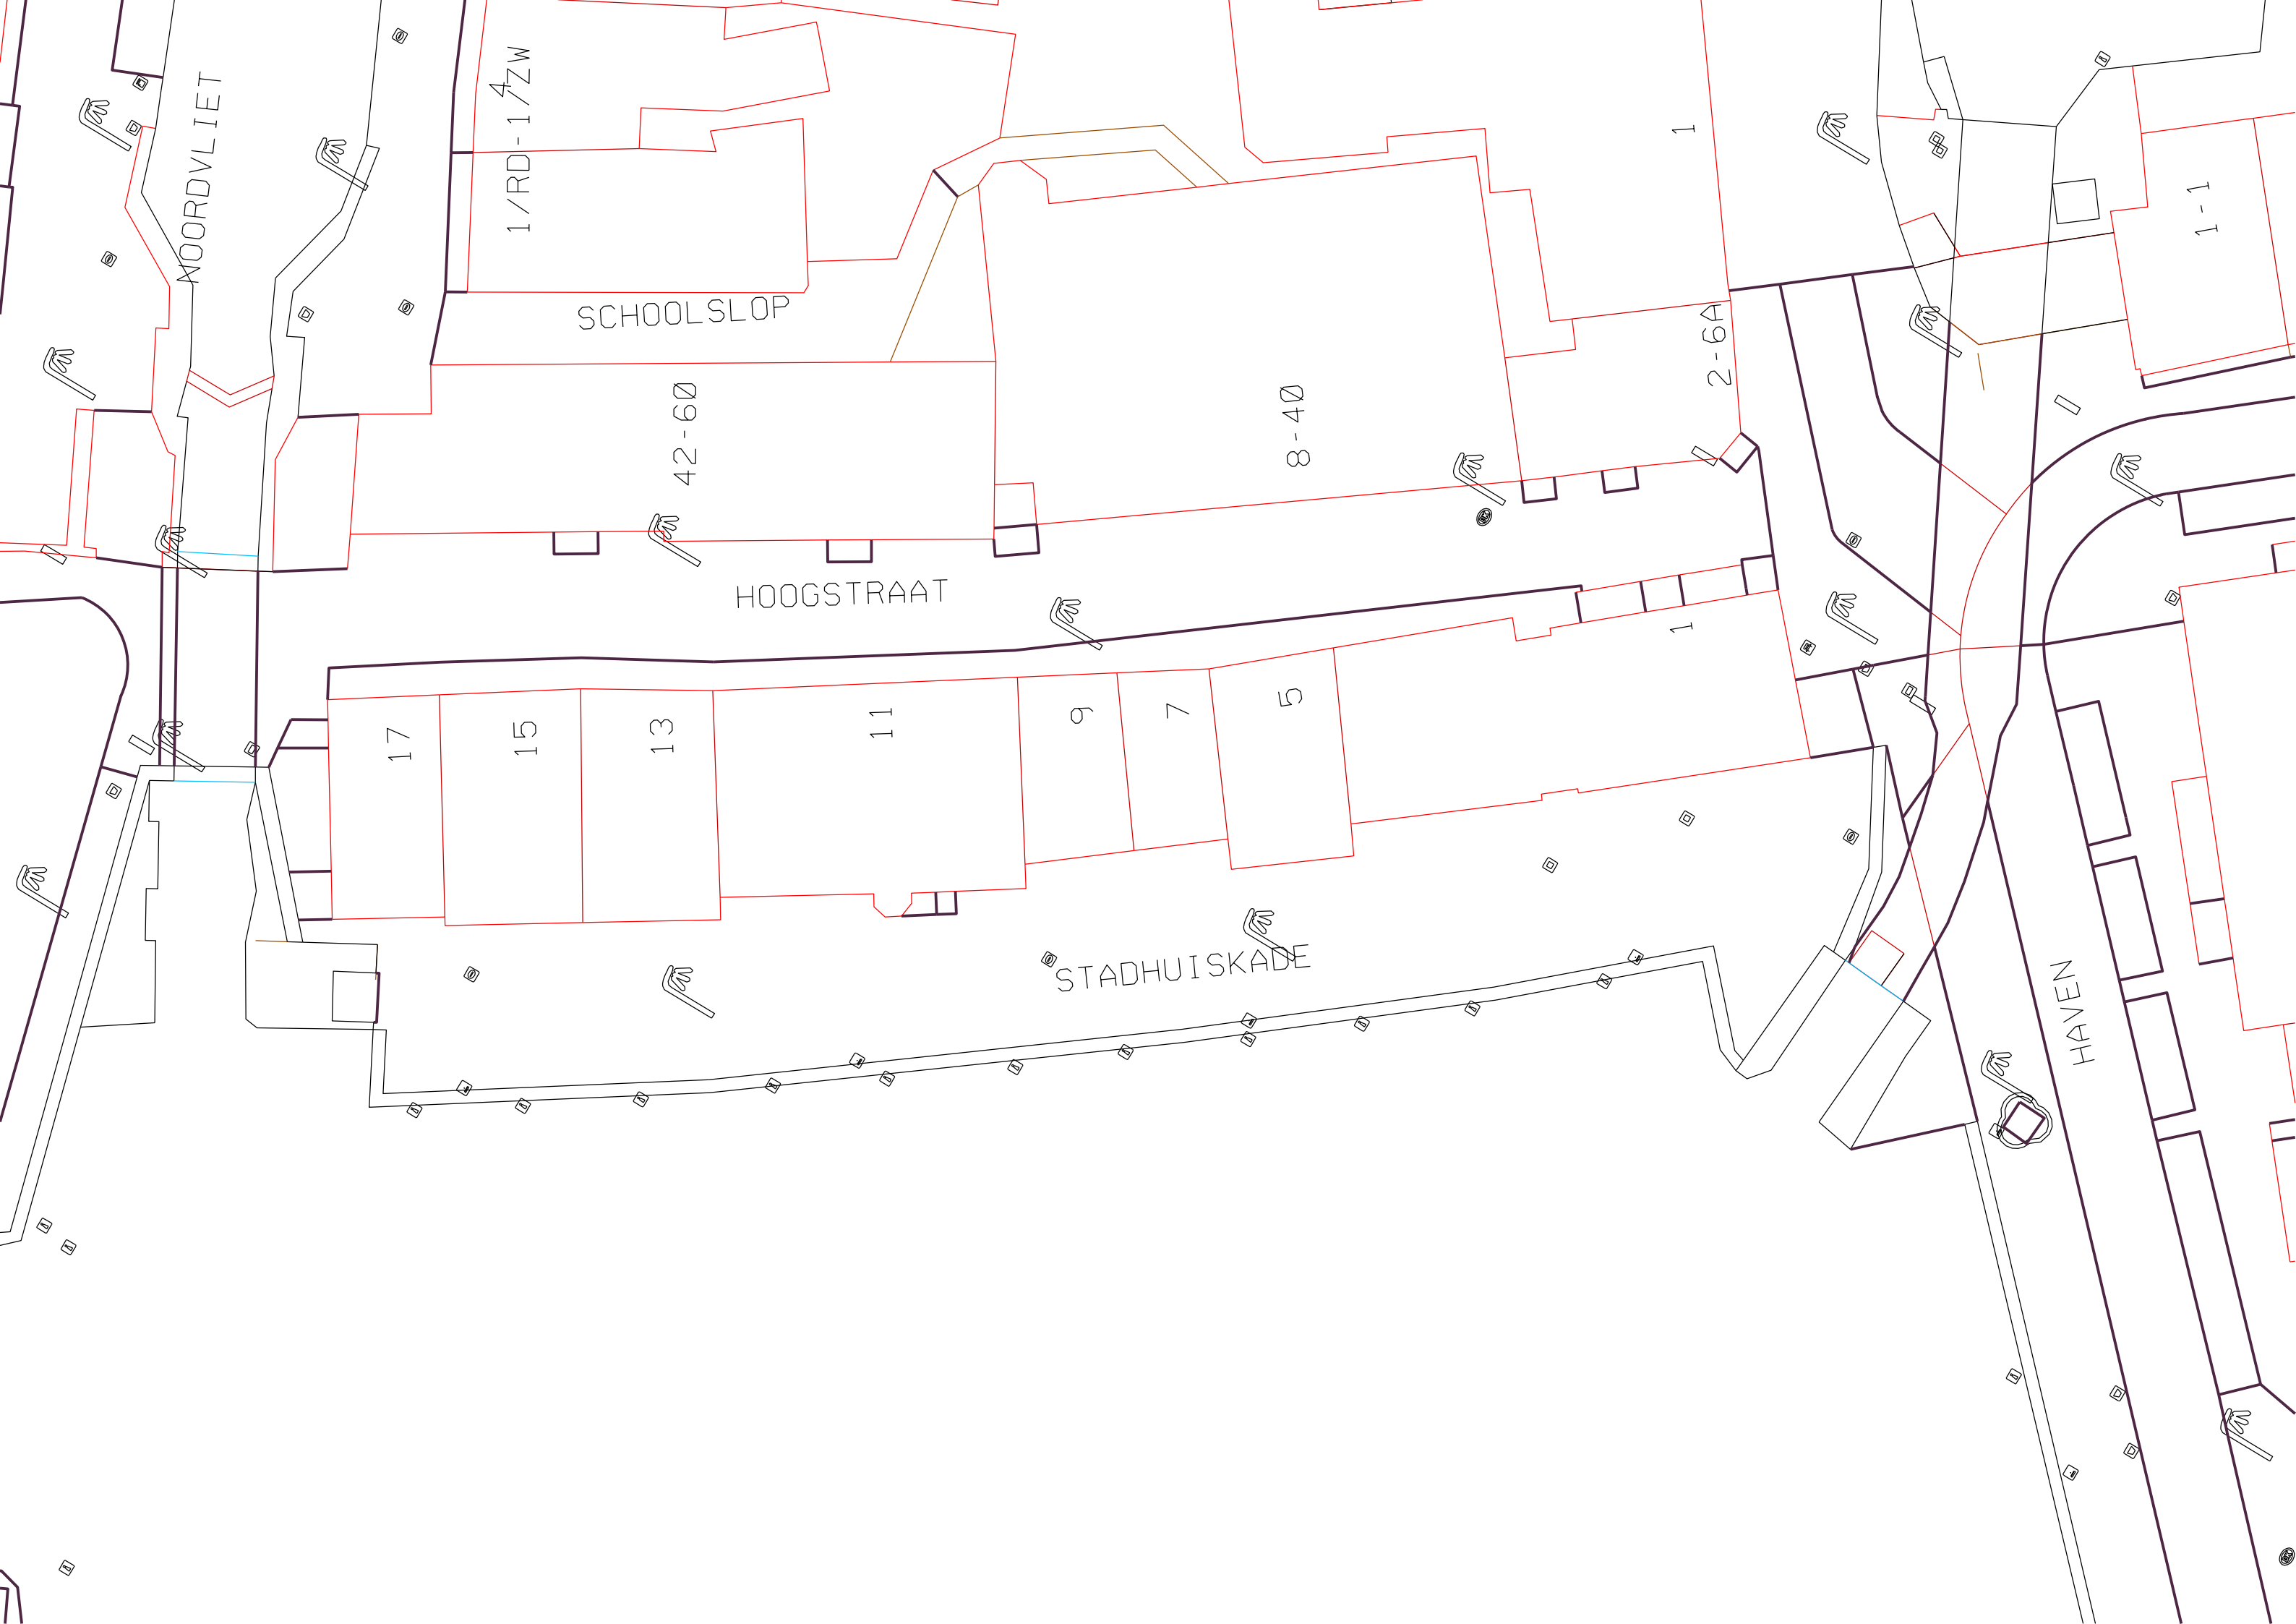 NOORDVLIET
4
1/RD-1/ZW
1
1-1
SCHOOLSLOP
2-6A
42-60
8-40
HOOGSTRAAT
1
17
15
13
11
9
7
5
STADHUISKADE
HAVEN